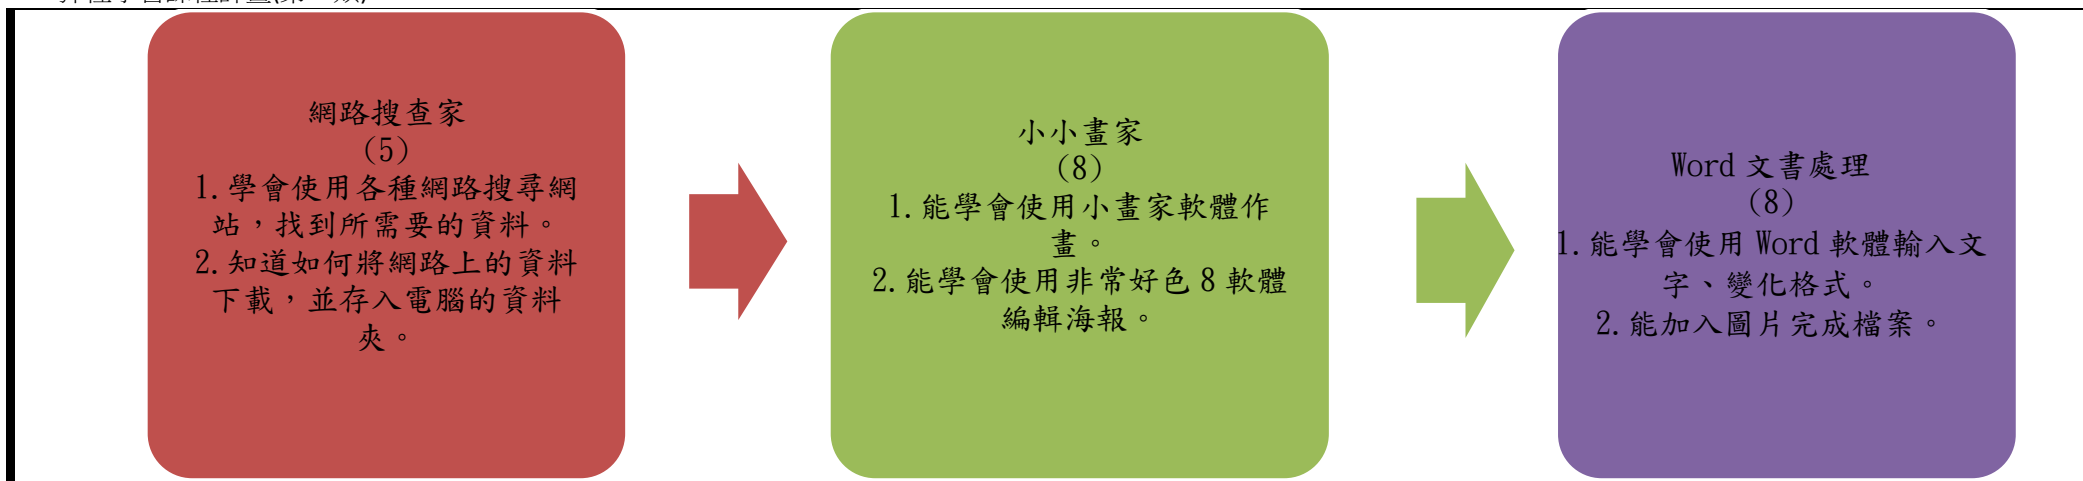 網路搜查家
(5)
1.學會使用各種網路搜尋網
站，找到所需要的資料。
2.知道如何將網路上的資料
下載，並存入電腦的資料
夾。
小小畫家
(8)
1.能學會使用小畫家軟體作
畫。
2.能學會使用非常好色 8 軟體
編輯海報。
Word 文書處理
(8)
1.能學會使用 Word 軟體輸入文
字、變化格式。
2.能加入圖片完成檔案。